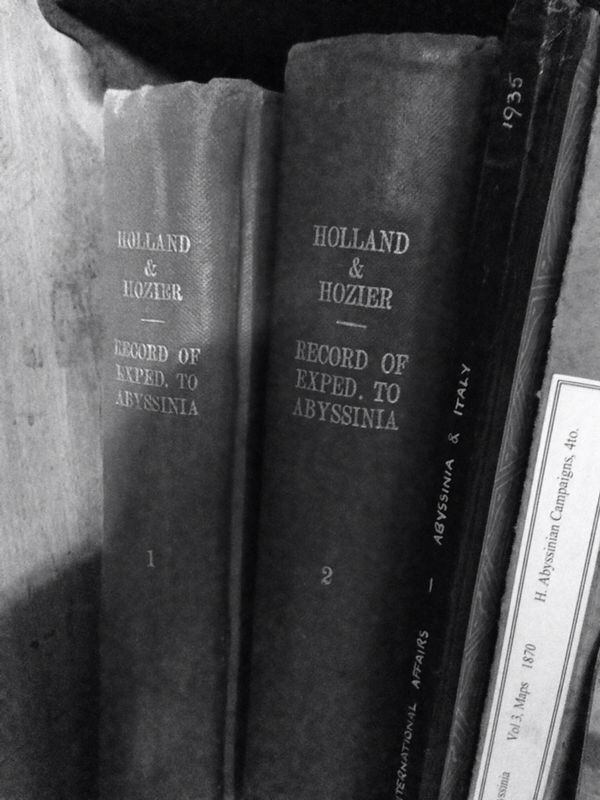 HOLLAND
&
HOZIER
RECORD OF
EXPED. TO
ABYSSINIA
1
HOLLAND
&
HOZIER
RECORD OF
EXPED. TO
ABYSSINIA
2
AFFAIRS — ABYSSINIA & ITALY
1935
Vol 3, Maps 1870 H. Abyssinian Campaigns, 4to.